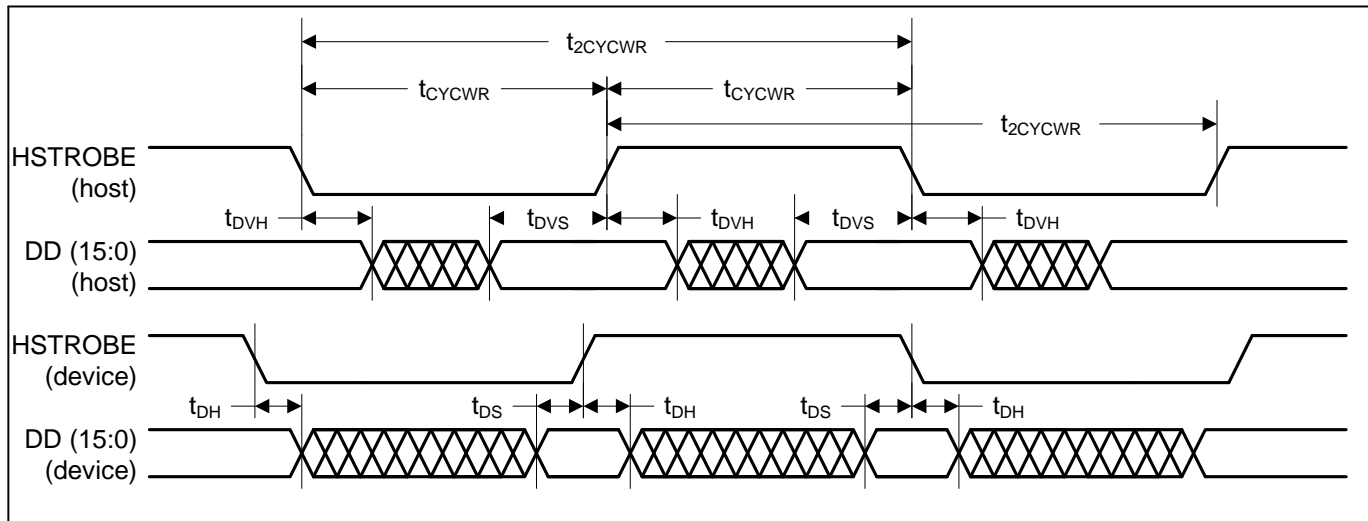 t2CYCWR
tCYCWR tCYCWR
t2CYCWR
HSTROBE
(host)
tDVH tDVS tDVH tDVS tDVH
DD (15:0)
(host)
HSTROBE
(device)
tDH tDS tDH tDS tDH
DD (15:0)
(device)